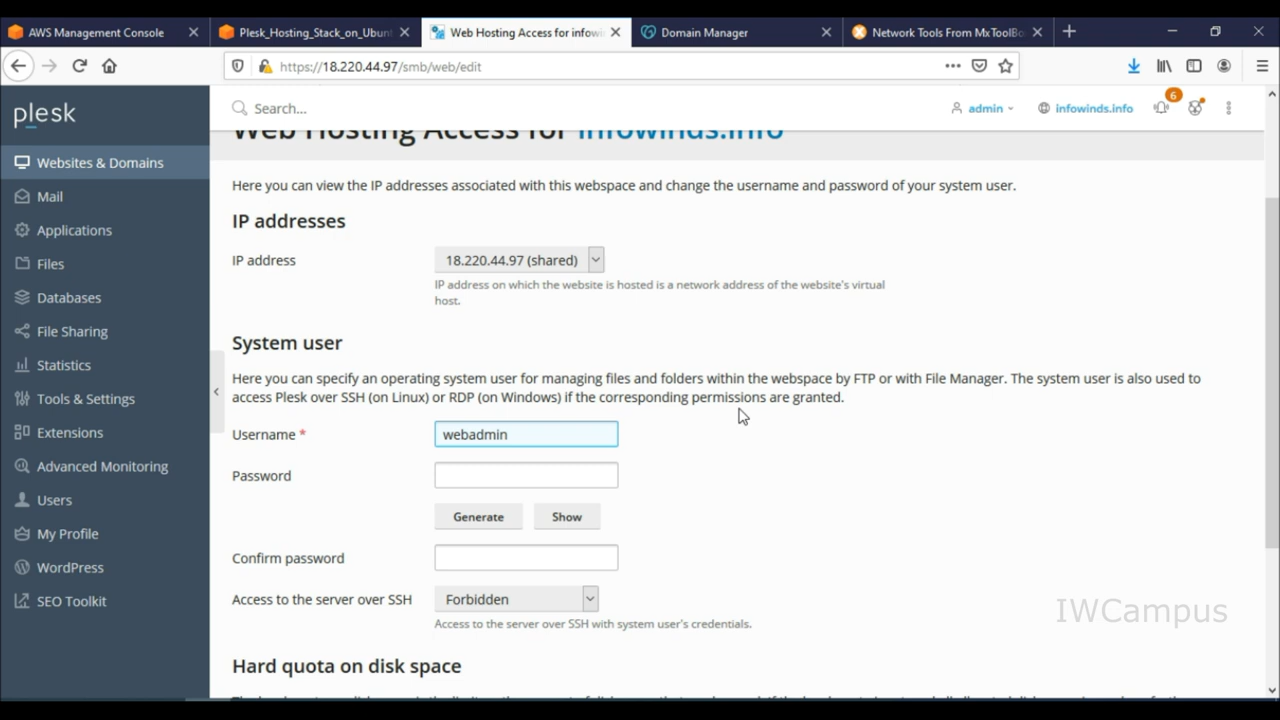 AWS Management Console
Plesk_Hosting_Stack_on_Ubunt
Web Hosting Access for infowin
Domain Manager
Network Tools From MxToolBo
https://18.220.44.97/smb/web/edit
plesk
Search...
admin
infowinds.info
6
Websites & Domains
Mail
Applications
Files
Databases
File Sharing
Statistics
Tools & Settings
Extensions
Advanced Monitoring
Users
My Profile
WordPress
SEO Toolkit
Web Hosting Access for infowinds.info
Here you can view the IP addresses associated with this webspace and change the username and password of your system user.
IP addresses
IP address
18.220.44.97 (shared)
IP address on which the website is hosted is a network address of the website's virtual
host.
System user
Here you can specify an operating system user for managing files and folders within the webspace by FTP or with File Manager. The system user is also used to
access Plesk over SSH (on Linux) or RDP (on Windows) if the corresponding permissions are granted.
Username *
webadmin
Password
Generate
Show
Confirm password
Access to the server over SSH
Forbidden
Access to the server over SSH with system user's credentials.
IWCampus
Hard quota on disk space